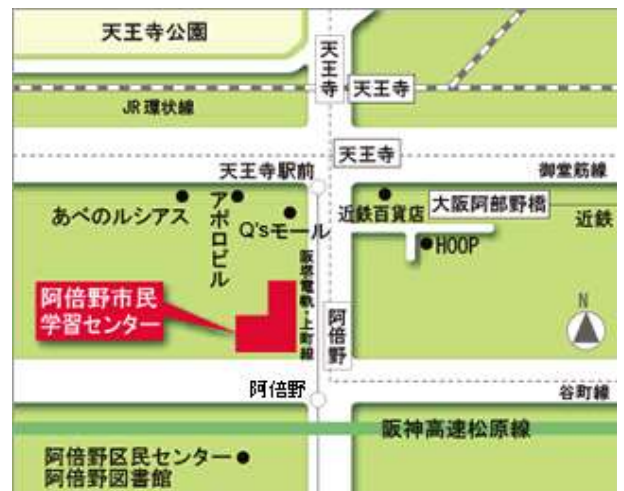 天王寺公園
天王寺
天王寺
JR環状線
天王寺
天王寺駅前
御堂筋線
あべのルシアス
アポロビル
Q'sモール
近鉄百貨店
大阪阿部野橋
近鉄
HOOP
阪堺電軌・上町線
阿倍野市民
学習センター
阿倍野
N
阿倍野
谷町線
阪神高速松原線
阿倍野区民センター
阿倍野図書館